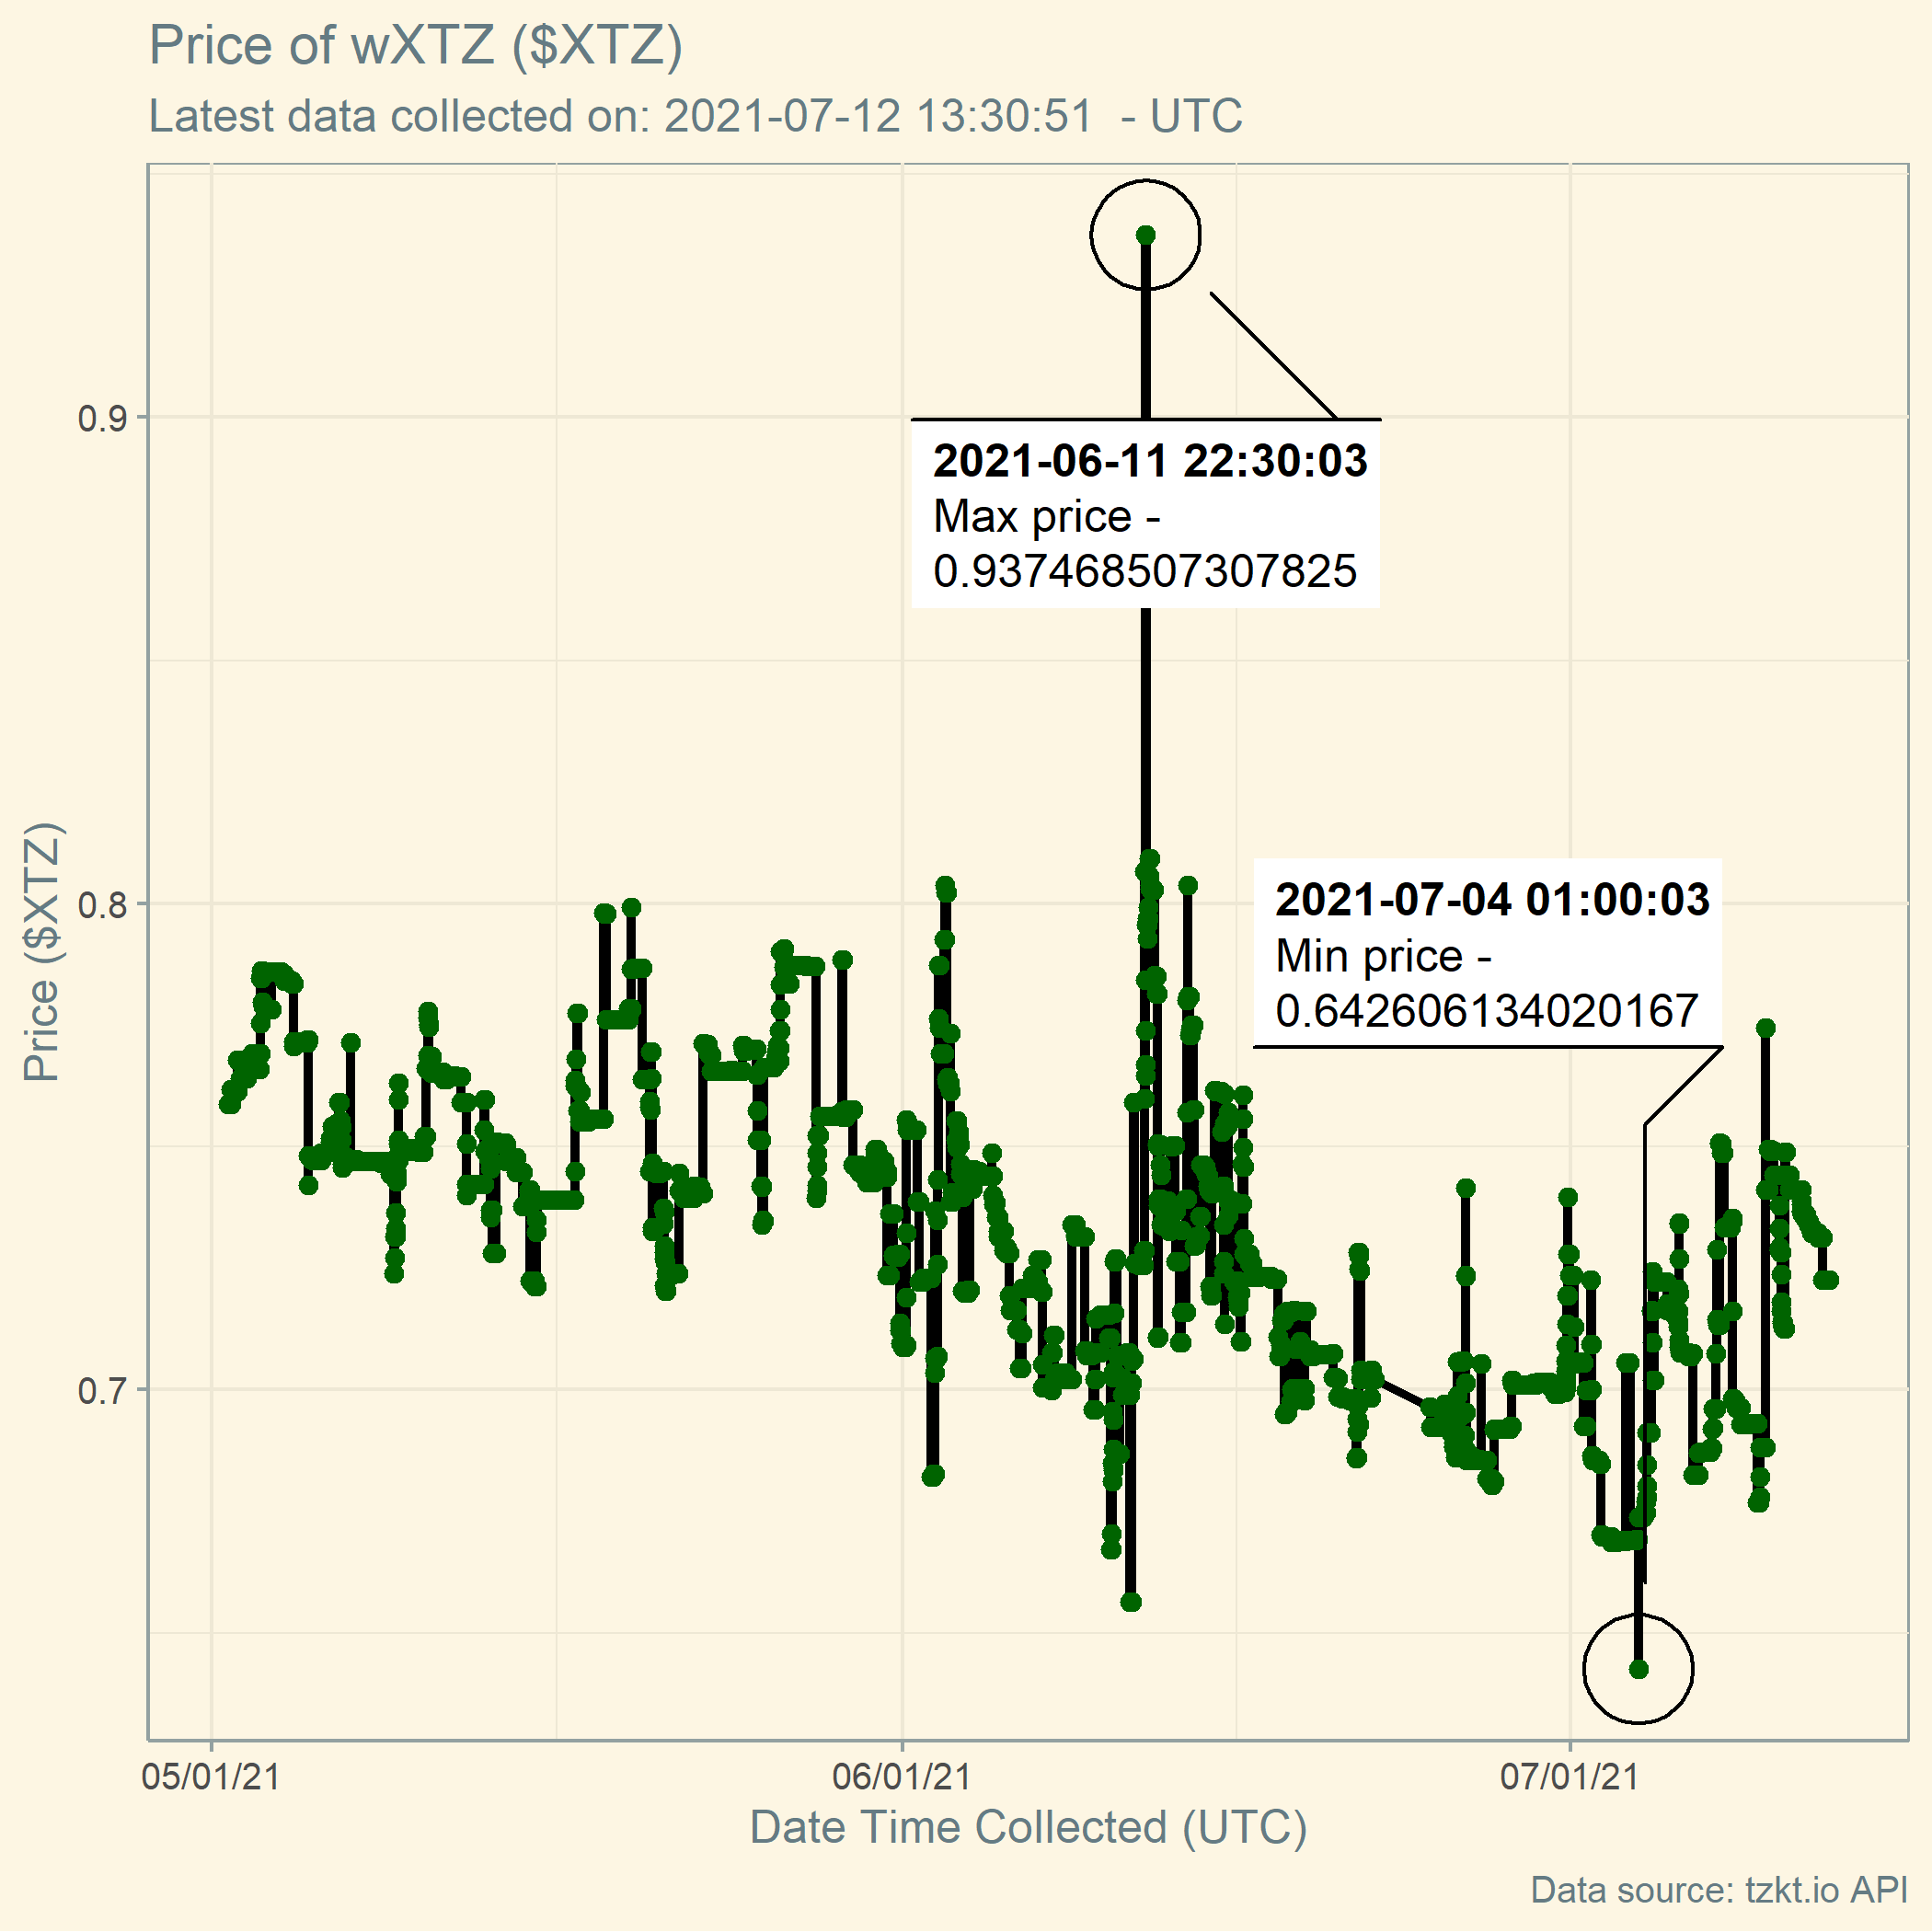 Price of wXTZ ($XTZ)
Latest data collected on: 2021-07-12 13:30:51  - UTC
0.9
2021-06-11 22:30:03
Max price -
0.937468507307825
0.8
2021-07-04 01:00:03
Min price -
0.642606134020167
Price ($XTZ)
0.7
05/01/21
06/01/21
07/01/21
Date Time Collected (UTC)
Data source: tzkt.io API